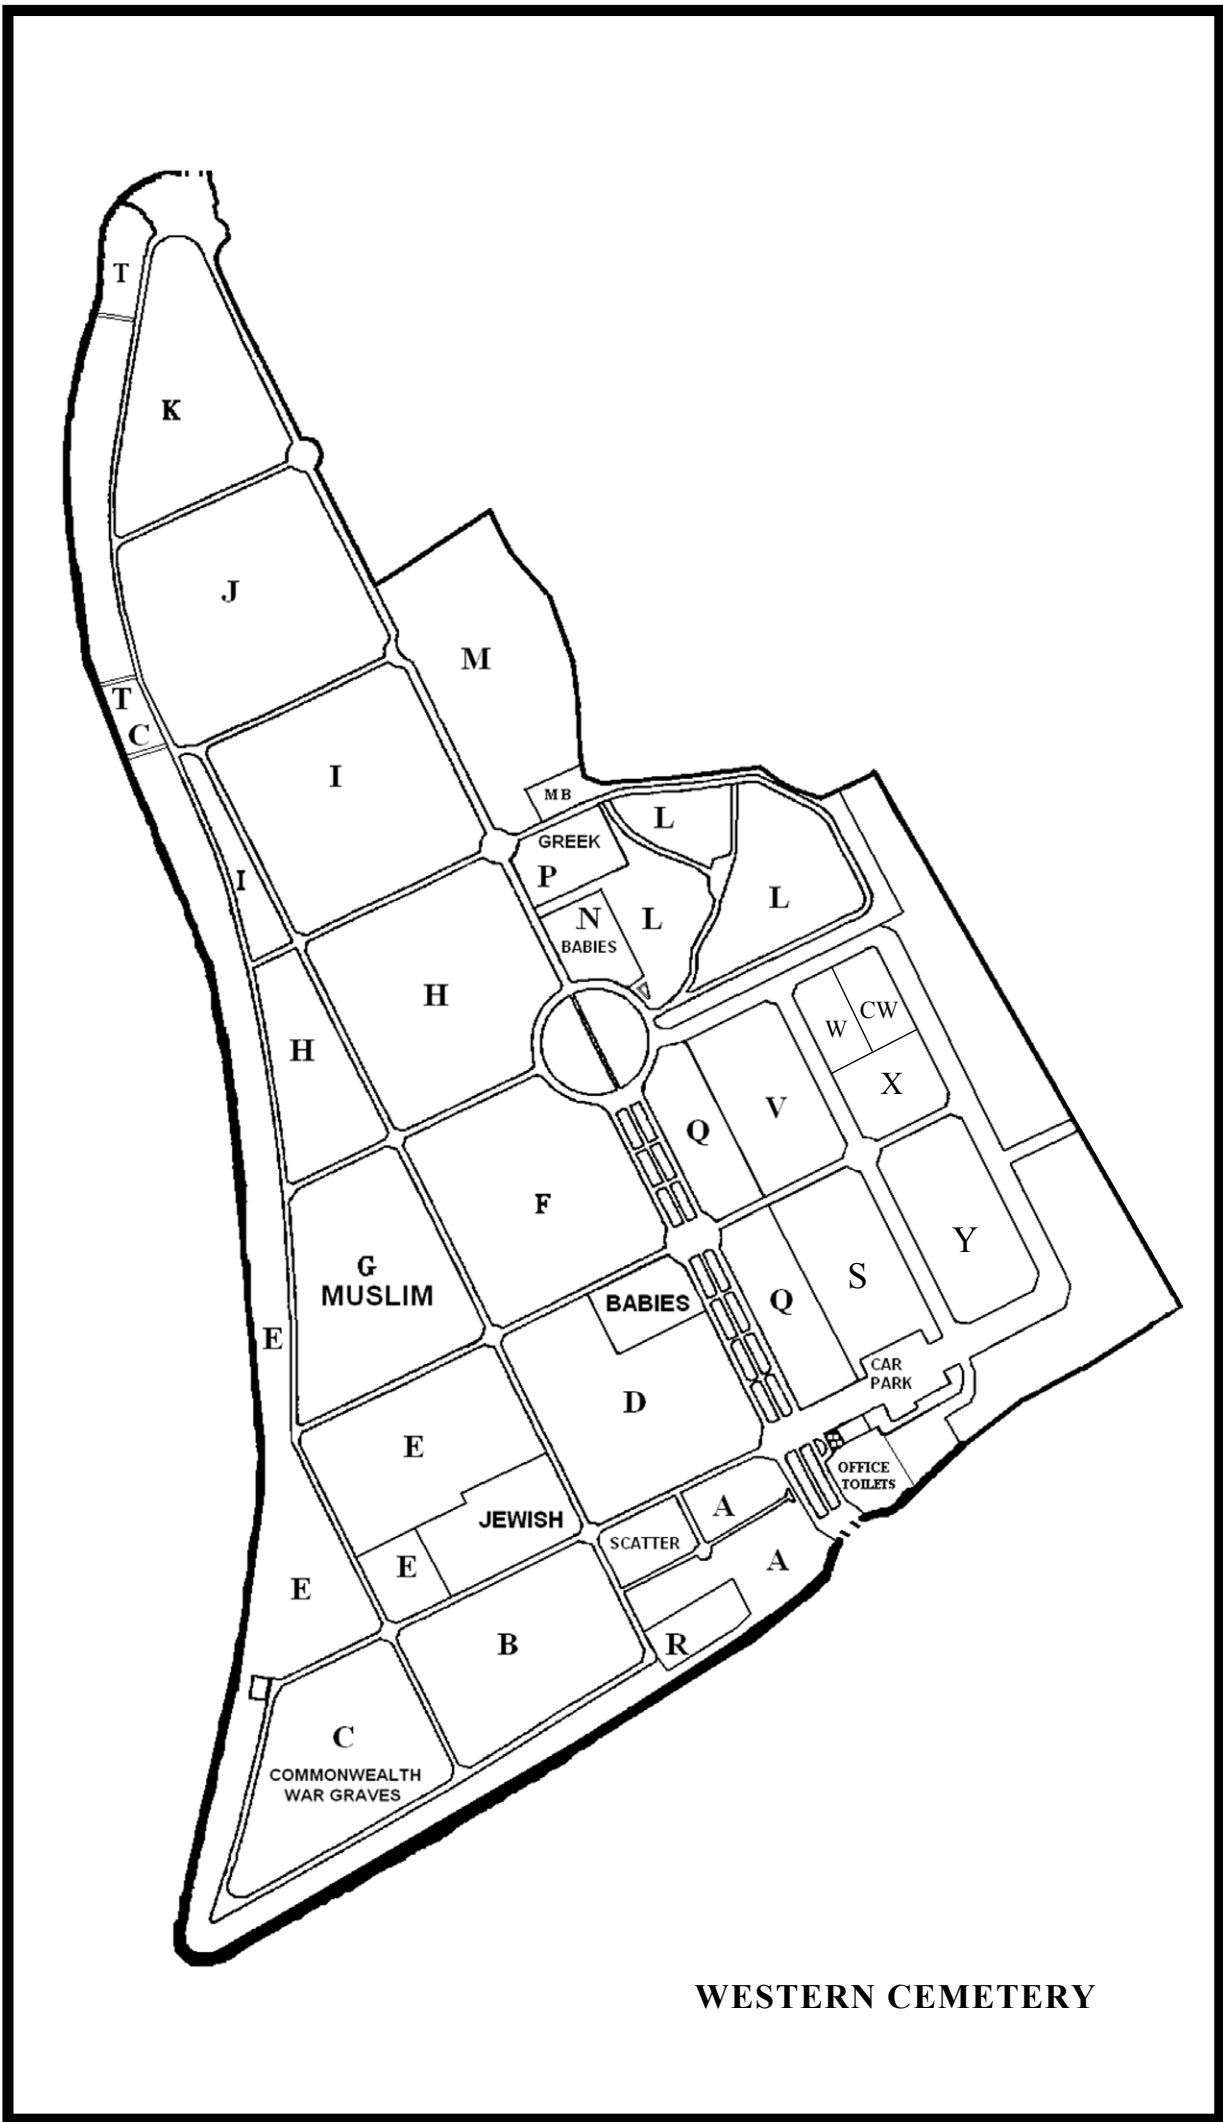 T
K
J
M
T
C
I
MB
L
GREEK
P
I
L
N
L
BABIES
H
CW
W
H
X
V
Q
F
Y
G
MUSLIM
S
BABIES
Q
E
CAR
PARK
D
E
OFFICE
TOILETS
JEWISH
A
SCATTER
A
E
E
B
R
C
COMMONWEALTH
WAR GRAVES
WESTERN CEMETERY